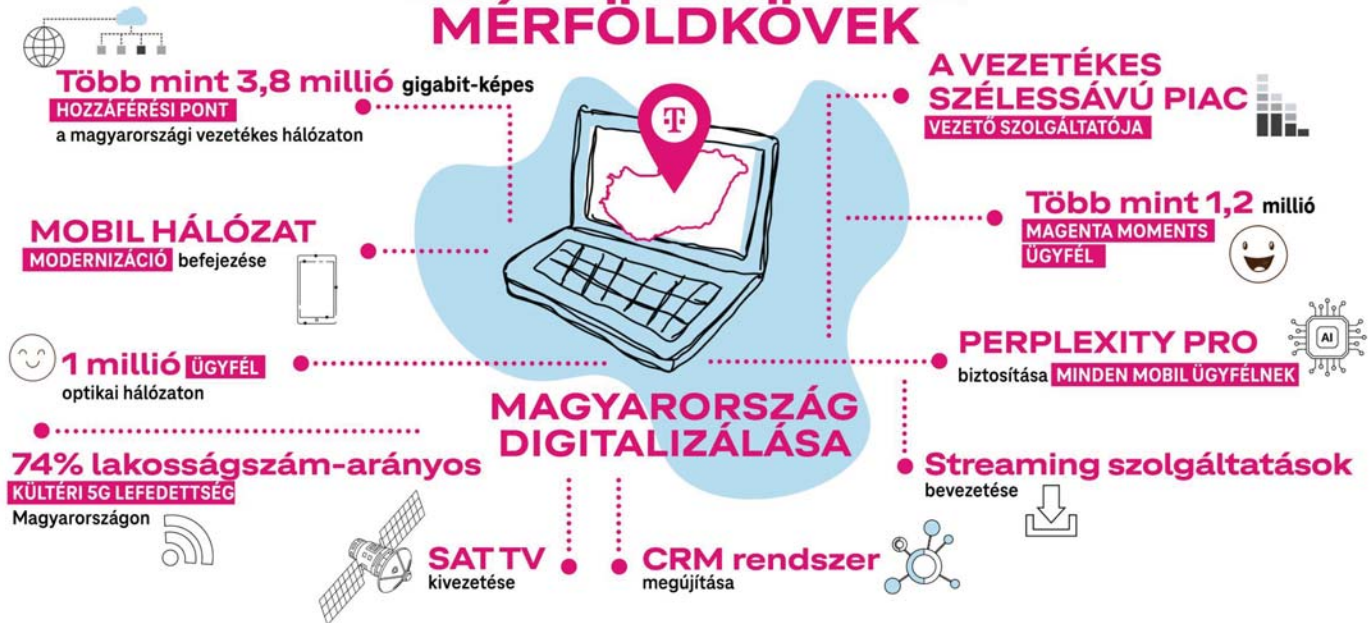 MÉRFÖLDKÖVEK
Több mint 3,8 millió gigabit-képes
HOZZÁFÉRÉSI PONT
a magyarországi vezetékes hálózaton
MOBIL HÁLÓZAT
MODERNIZÁCIÓ befejezése
1 millió ÜGYFÉL
optikai hálózaton
74% lakosságszám-arányos
KÜLTÉRI 5G LEFEDETTSÉG
Magyarországon
T
MAGYARORSZÁG
DIGITALIZÁLÁSA
SAT TV
kivezetése
CRM rendszer
megújítása
A VEZETÉKES
SZÉLESSÁVÚ PIAC
VEZETŐ SZOLGÁLTATÓJA
Több mint 1,2 millió
MAGENTA MOMENTS
ÜGYFÉL
PERPLEXITY PRO
biztosítása MINDEN MOBIL ÜGYFÉLNEK
AI
Streaming szolgáltatások
bevezetése